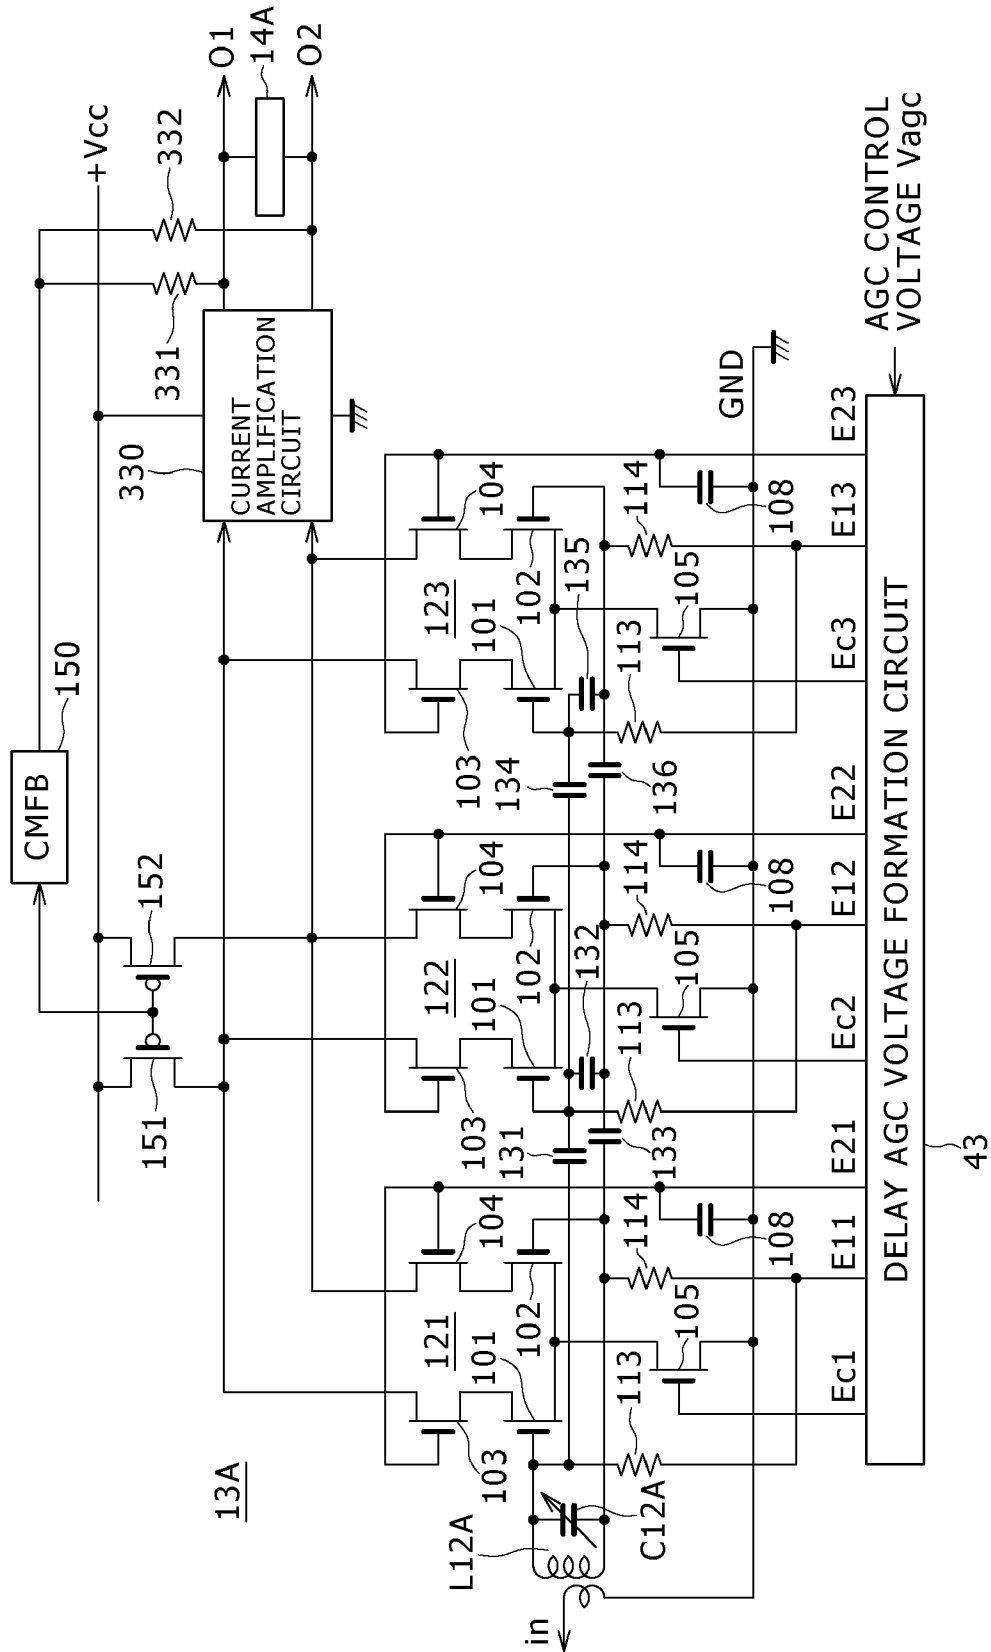 13A
CMFB
150
+Vcc
151
152
330
CURRENT
AMPLIFICATION
CIRCUIT
331
332
O1
14A
O2
121
103
104
101
102
122
103
104
101
102
123
103
104
101
102
131
132
133
134
135
136
in
L12A
C12A
113
105
114
108
113
105
114
108
113
105
114
108
GND
Ec1
E11
E21
Ec2
E12
E22
Ec3
E13
E23
DELAY AGC VOLTAGE FORMATION CIRCUIT
43
AGC CONTROL
VOLTAGE Vagc